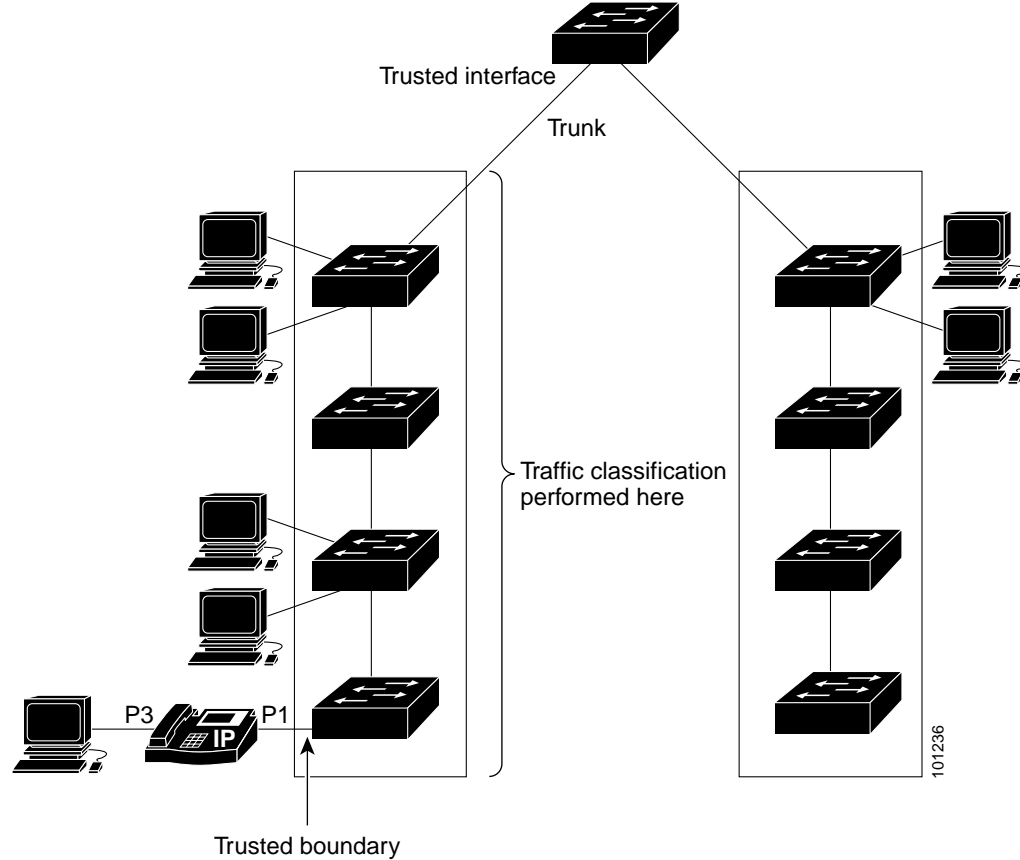 Trusted interface
Trunk
Traffic classification
performed here
P3
IP
P1
101236
Trusted boundary